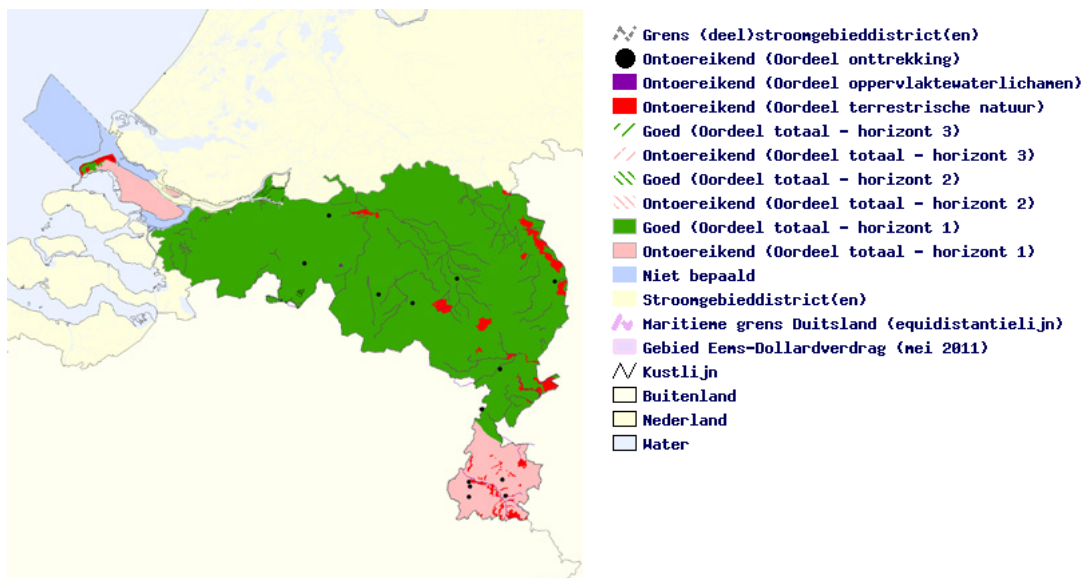 Grens (deel)stroomgebieddistrict(en)
Ontoereikend (Oordeel onttrekking)
Ontoereikend (Oordeel oppervlaktewaterlichamen)
Ontoereikend (Oordeel terrestrische natuur)
Goed (Oordeel totaal - horizont 3)
Ontoereikend (Oordeel totaal - horizont 3)
Goed (Oordeel totaal - horizont 2)
Ontoereikend (Oordeel totaal - horizont 2)
Goed (Oordeel totaal - horizont 1)
Ontoereikend (Oordeel totaal - horizont 1)
Niet bepaald
Stroomgebieddistrict(en)
Maritieme grens Duitsland (equidistantielijn)
Gebied Eems-Dollardverdrag (mei 2011)
Kustlijn
Buitenland
Nederland
Water